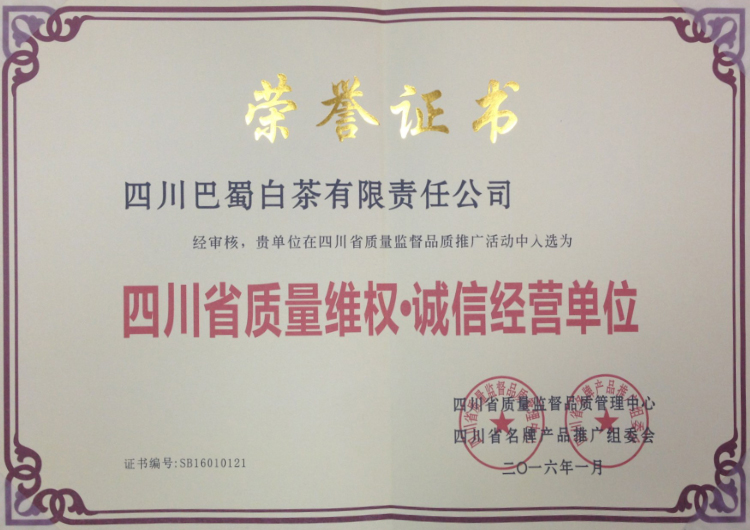 荣誉证书
四川巴蜀白茶有限责任公司
经审核，贵单位在四川省质量监督品质推广活动中入选为
四川省质量维权·诚信经营单位
四川省质量监督品质管理中心
四川省名牌产品推广组委会
证书编号:SB16010121
二〇一六年一月